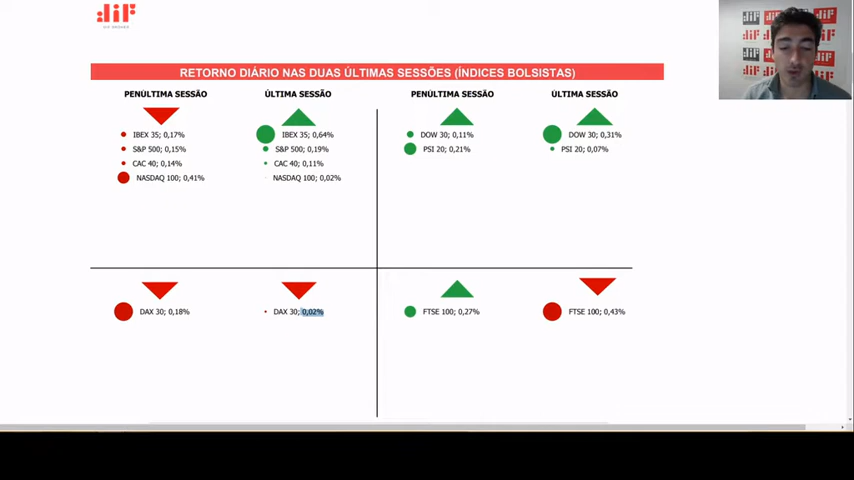 dif
DIF BROKER
RETORNO DIÁRIO NAS DUAS ÚLTIMAS SESSÕES (ÍNDICES BOLSISTAS)
PENÚLTIMA SESSÃO
ÚLTIMA SESSÃO
PENÚLTIMA SESSÃO
ÚLTIMA SESSÃO
IBEX 35; 0,17%
IBEX 35; 0,64%
DOW 30; 0,11%
DOW 30; 0,31%
S&P 500; 0,15%
S&P 500; 0,19%
PSI 20; 0,21%
PSI 20; 0,07%
CAC 40; 0,14%
CAC 40; 0,11%
NASDAQ 100; 0,41%
NASDAQ 100; 0,02%
DAX 30; 0,18%
DAX 30; 0,02%
FTSE 100; 0,27%
FTSE 100; 0,43%